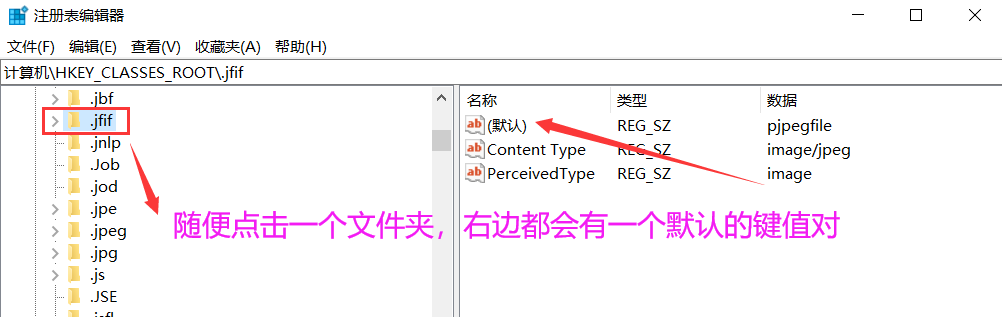 注册表编辑器
文件(F) 编辑(E) 查看(V) 收藏夹(A) 帮助(H)
计算机\HKEY_CLASSES_ROOT\.jfif
.jbf
.jfif
.jnlp
.Job
.jod
.jpe
.jpeg
.jpg
.js
.JSE
名称 类型 数据
ab (默认) REG_SZ pjpegfile
ab Content Type REG_SZ image/jpeg
ab PerceivedType REG_SZ image
随便点击一个文件夹，右边都会有一个默认的键值对